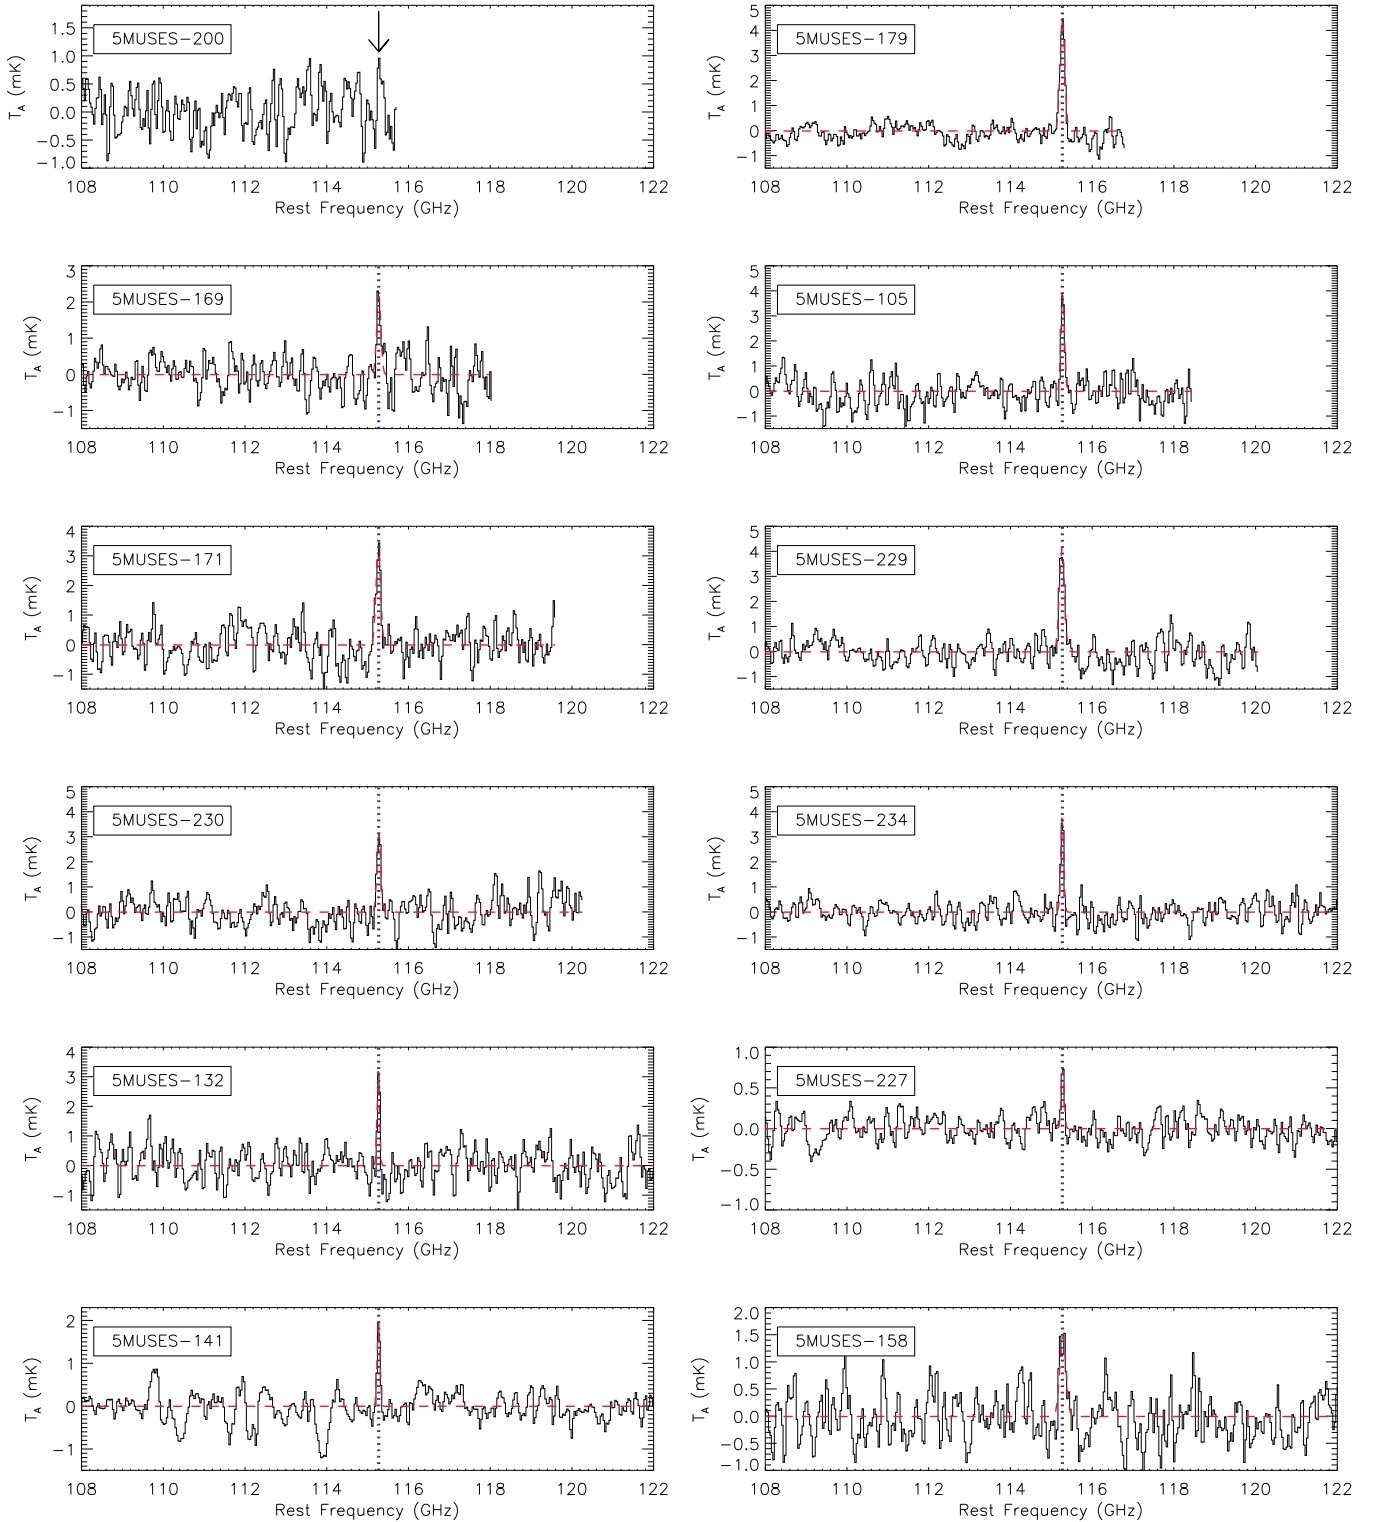 5MUSES-200
T_A (mK)
1.5
1.0
0.5
0.0
-0.5
-1.0
108 110 112 114 116 118 120 122
Rest Frequency (GHz)
5MUSES-179
T_A (mK)
5
4
3
2
1
0
-1
108 110 112 114 116 118 120 122
Rest Frequency (GHz)
5MUSES-169
T_A (mK)
3
2
1
0
-1
108 110 112 114 116 118 120 122
Rest Frequency (GHz)
5MUSES-105
T_A (mK)
5
4
3
2
1
0
-1
108 110 112 114 116 118 120 122
Rest Frequency (GHz)
5MUSES-171
T_A (mK)
4
3
2
1
0
-1
108 110 112 114 116 118 120 122
Rest Frequency (GHz)
5MUSES-229
T_A (mK)
5
4
3
2
1
0
-1
108 110 112 114 116 118 120 122
Rest Frequency (GHz)
5MUSES-230
T_A (mK)
5
4
3
2
1
0
-1
108 110 112 114 116 118 120 122
Rest Frequency (GHz)
5MUSES-234
T_A (mK)
5
4
3
2
1
0
-1
108 110 112 114 116 118 120 122
Rest Frequency (GHz)
5MUSES-132
T_A (mK)
4
3
2
1
0
-1
108 110 112 114 116 118 120 122
Rest Frequency (GHz)
5MUSES-227
T_A (mK)
1.0
0.5
0.0
-0.5
-1.0
108 110 112 114 116 118 120 122
Rest Frequency (GHz)
5MUSES-141
T_A (mK)
2
1
0
-1
108 110 112 114 116 118 120 122
Rest Frequency (GHz)
5MUSES-158
T_A (mK)
2.0
1.5
1.0
0.5
0.0
-0.5
-1.0
108 110 112 114 116 118 120 122
Rest Frequency (GHz)